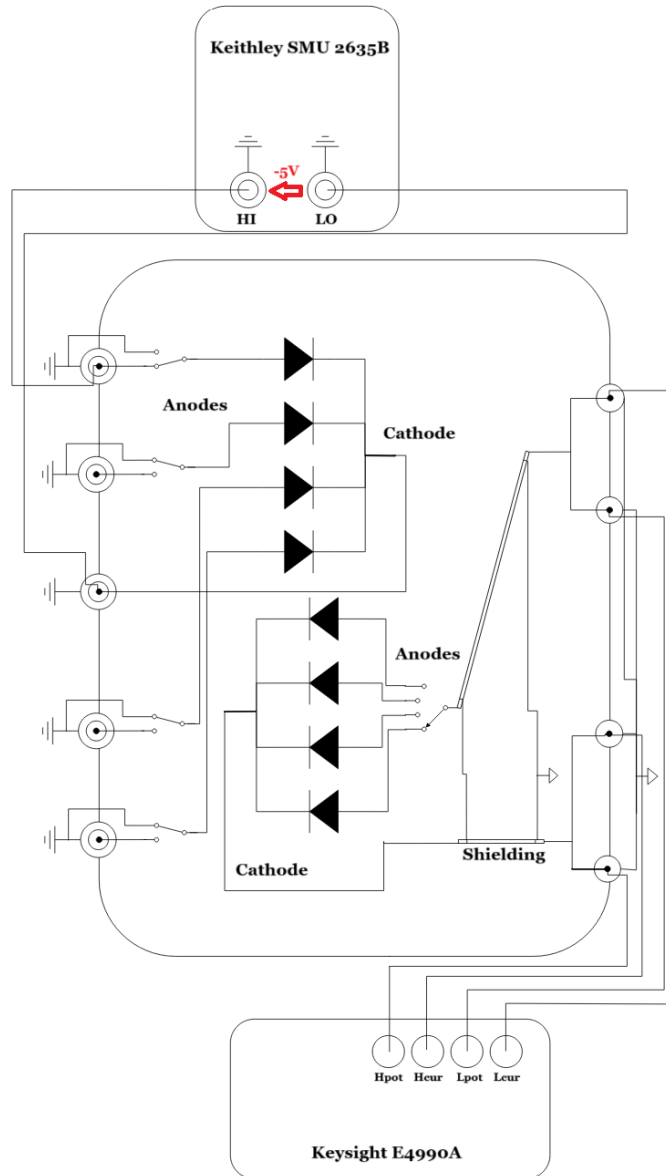 Keithley SMU 2635B
-5V
HI
LO
Anodes
Cathode
Anodes
Cathode
Shielding
Hpot
Hcur
Lpot
Lcur
Keysight E4990A